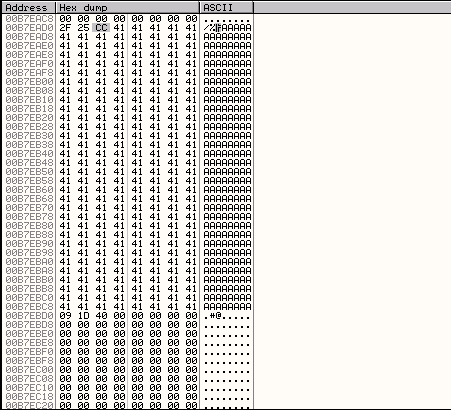 Address Hex dump ASCII
00B7EAC8 00 00 00 00 00 00 00 00 ........
00B7EAD0 2F 25 CC 41 41 41 41 41 /%╠AAAAA
00B7EAD8 41 41 41 41 41 41 41 41 AAAAAAAA
00B7EAE0 41 41 41 41 41 41 41 41 AAAAAAAA
00B7EAE8 41 41 41 41 41 41 41 41 AAAAAAAA
00B7EAF0 41 41 41 41 41 41 41 41 AAAAAAAA
00B7EAF8 41 41 41 41 41 41 41 41 AAAAAAAA
00B7EB00 41 41 41 41 41 41 41 41 AAAAAAAA
00B7EB08 41 41 41 41 41 41 41 41 AAAAAAAA
00B7EB10 41 41 41 41 41 41 41 41 AAAAAAAA
00B7EB18 41 41 41 41 41 41 41 41 AAAAAAAA
00B7EB20 41 41 41 41 41 41 41 41 AAAAAAAA
00B7EB28 41 41 41 41 41 41 41 41 AAAAAAAA
00B7EB30 41 41 41 41 41 41 41 41 AAAAAAAA
00B7EB38 41 41 41 41 41 41 41 41 AAAAAAAA
00B7EB40 41 41 41 41 41 41 41 41 AAAAAAAA
00B7EB48 41 41 41 41 41 41 41 41 AAAAAAAA
00B7EB50 41 41 41 41 41 41 41 41 AAAAAAAA
00B7EB58 41 41 41 41 41 41 41 41 AAAAAAAA
00B7EB60 41 41 41 41 41 41 41 41 AAAAAAAA
00B7EB68 41 41 41 41 41 41 41 41 AAAAAAAA
00B7EB70 41 41 41 41 41 41 41 41 AAAAAAAA
00B7EB78 41 41 41 41 41 41 41 41 AAAAAAAA
00B7EB80 41 41 41 41 41 41 41 41 AAAAAAAA
00B7EB88 41 41 41 41 41 41 41 41 AAAAAAAA
00B7EB90 41 41 41 41 41 41 41 41 AAAAAAAA
00B7EB98 41 41 41 41 41 41 41 41 AAAAAAAA
00B7EBA0 41 41 41 41 41 41 41 41 AAAAAAAA
00B7EBA8 41 41 41 41 41 41 41 41 AAAAAAAA
00B7EBB0 41 41 41 41 41 41 41 41 AAAAAAAA
00B7EBB8 41 41 41 41 41 41 41 41 AAAAAAAA
00B7EBC0 41 41 41 41 41 41 41 41 AAAAAAAA
00B7EBC8 41 41 41 41 41 41 41 41 AAAAAAAA
00B7EBD0 09 1D 40 00 00 00 00 00 .#@.....
00B7EBD8 00 00 00 00 00 00 00 00 ........
00B7EBE0 00 00 00 00 00 00 00 00 ........
00B7EBE8 00 00 00 00 00 00 00 00 ........
00B7EBF0 00 00 00 00 00 00 00 00 ........
00B7EBF8 00 00 00 00 00 00 00 00 ........
00B7EC00 00 00 00 00 00 00 00 00 ........
00B7EC08 00 00 00 00 00 00 00 00 ........
00B7EC10 00 00 00 00 00 00 00 00 ........
00B7EC18 00 00 00 00 00 00 00 00 ........
00B7EC20 00 00 00 00 00 00 00 00 ........